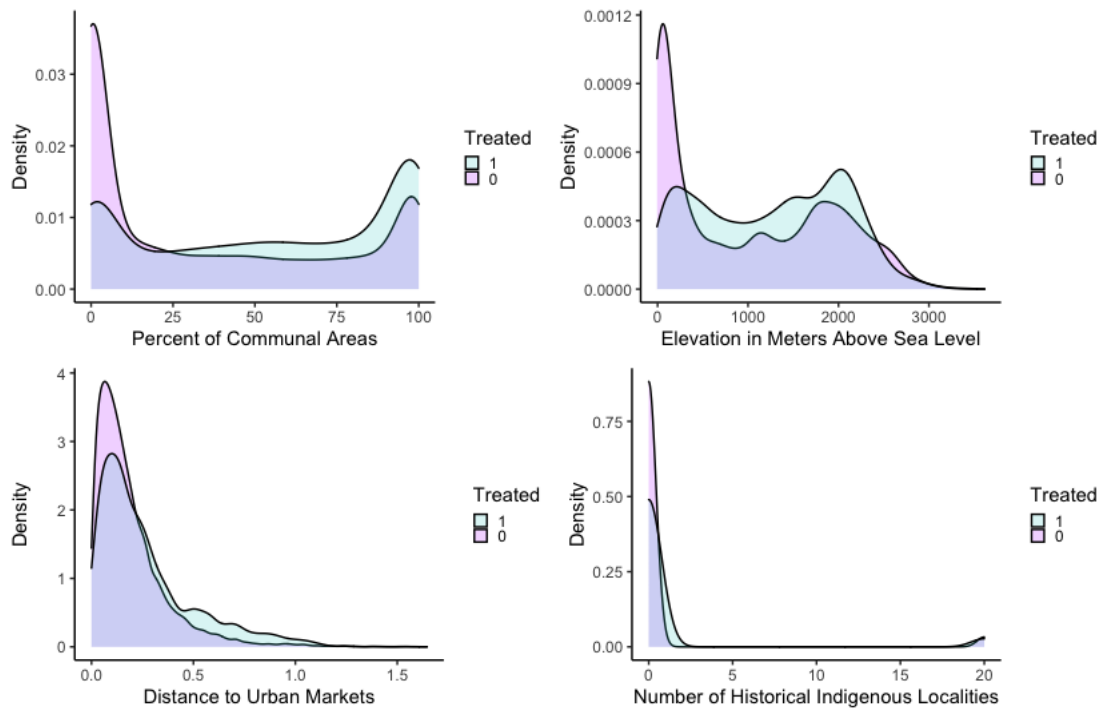 Density
0.03
0.02
0.01
0.00
0 25 50 75 100
Percent of Communal Areas
Treated
1
0
Density
0.0012
0.0009
0.0006
0.0003
0.0000
0 1000 2000 3000
Elevation in Meters Above Sea Level
Treated
1
0
Density
4
3
2
1
0
0.0 0.5 1.0 1.5
Distance to Urban Markets
Treated
1
0
Density
0.75
0.50
0.25
0.00
0 5 10 15 20
Number of Historical Indigenous Localities
Treated
1
0